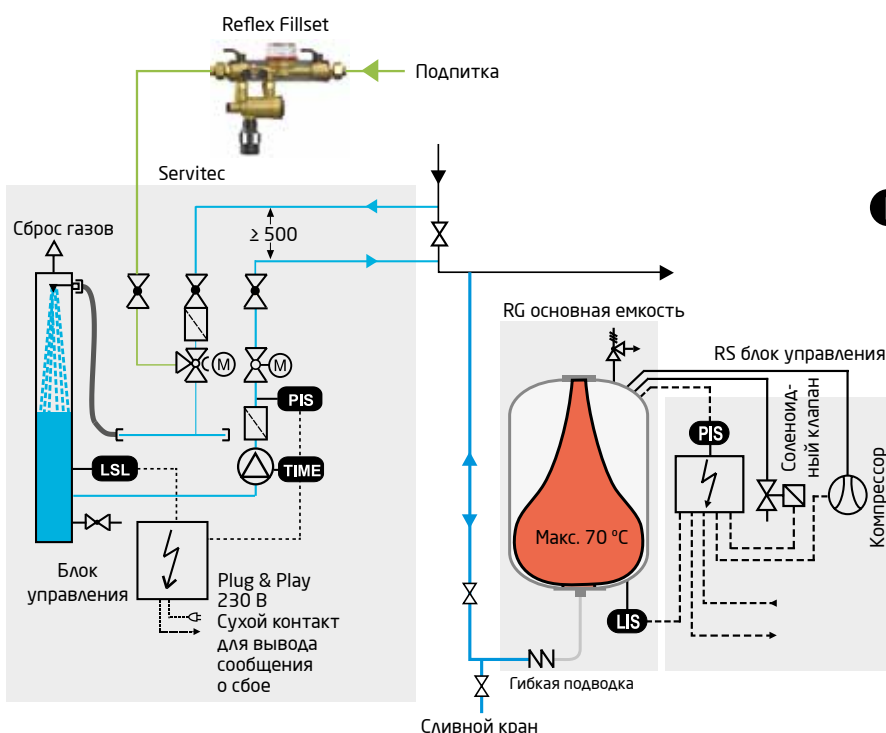 Reflex Fillset
Подпитка
Servitec
Сброс газов
≥ 500
M
M
PIS
LSL
TIME
Блок
управления
Plug & Play
230 В
Сухой контакт
для вывода
сообщения
о сбое
RG основная емкость
RS блок управления
PIS
Соленоид-
ный клапан
Компрессор
Макс. 70 ºC
LIS
Гибкая подводка
Сливной кран